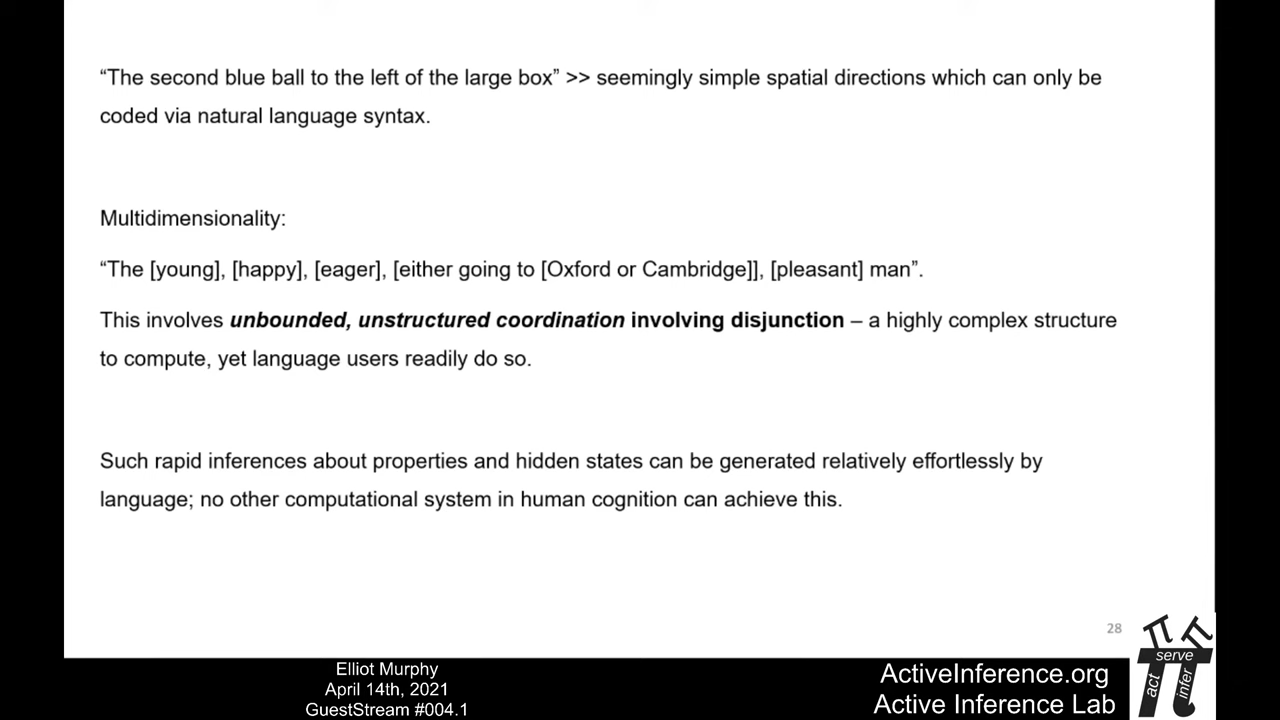 “The second blue ball to the left of the large box” >> seemingly simple spatial directions which can only be
coded via natural language syntax.
Multidimensionality:
“The [young], [happy], [eager], [either going to [Oxford or Cambridge]], [pleasant] man”.
This involves unbounded, unstructured coordination involving disjunction – a highly complex structure
to compute, yet language users readily do so.
Such rapid inferences about properties and hidden states can be generated relatively effortlessly by
language; no other computational system in human cognition can achieve this.
28
Elliot Murphy
April 14th, 2021
GuestStream #004.1
ActiveInference.org
Active Inference Lab
π π
serve
act
infer